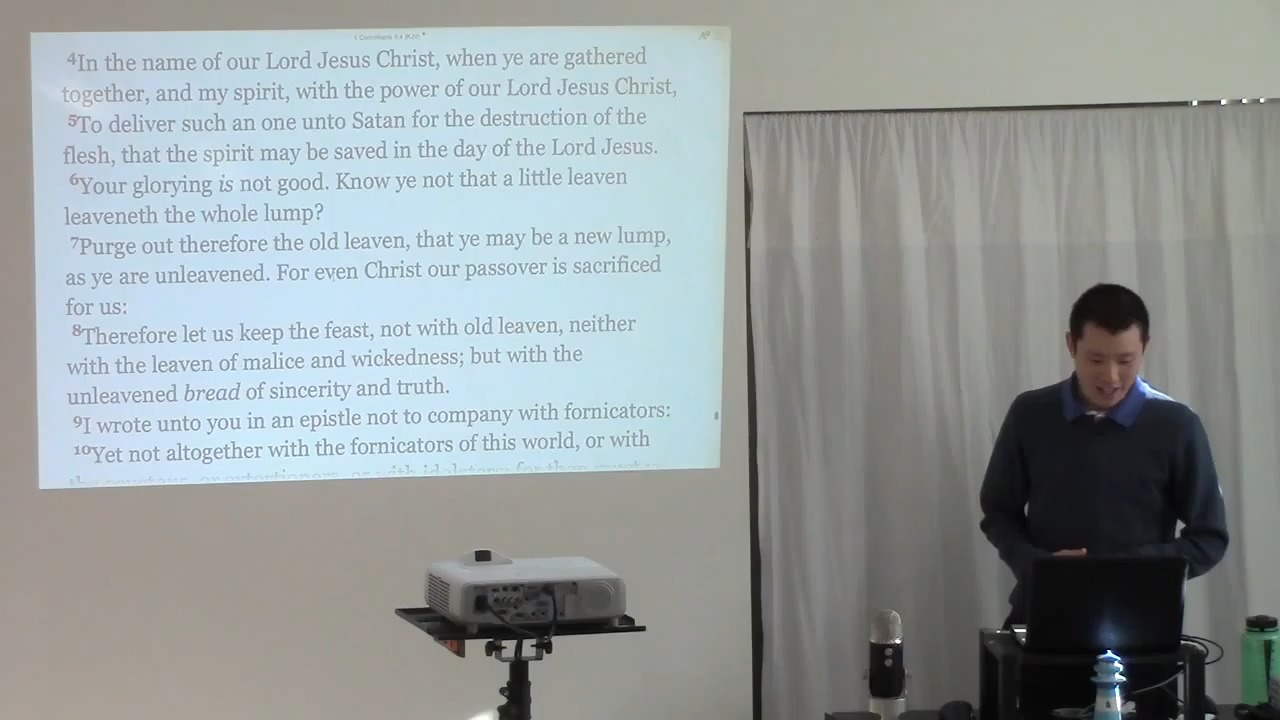 1 Corinthians 5:4 (KJV)
⁴In the name of our Lord Jesus Christ, when ye are gathered
together, and my spirit, with the power of our Lord Jesus Christ,
⁵To deliver such an one unto Satan for the destruction of the
flesh, that the spirit may be saved in the day of the Lord Jesus.
⁶Your glorying is not good. Know ye not that a little leaven
leaveneth the whole lump?
⁷Purge out therefore the old leaven, that ye may be a new lump,
as ye are unleavened. For even Christ our passover is sacrificed
for us:
⁸Therefore let us keep the feast, not with old leaven, neither
with the leaven of malice and wickedness; but with the
unleavened bread of sincerity and truth.
⁹I wrote unto you in an epistle not to company with fornicators:
¹⁰Yet not altogether with the fornicators of this world, or with